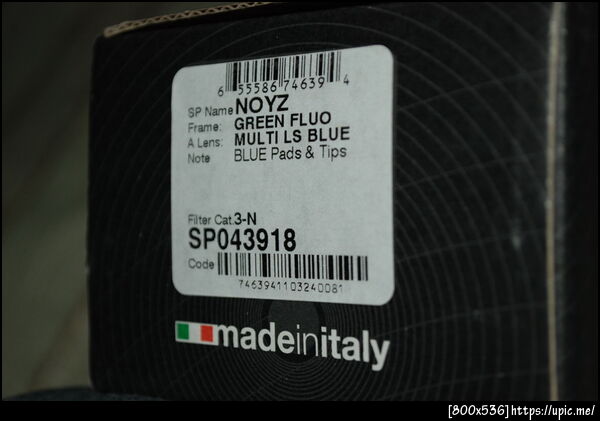 6 55586 74639 4
SP Name NOYZ
Frame: GREEN FLUO
A Lens: MULTI LS BLUE
Note BLUE Pads & Tips
Filter Cat. 3-N
SP043918
Code
7463941103240081
madeinitaly
[800x536]https://upic.me/